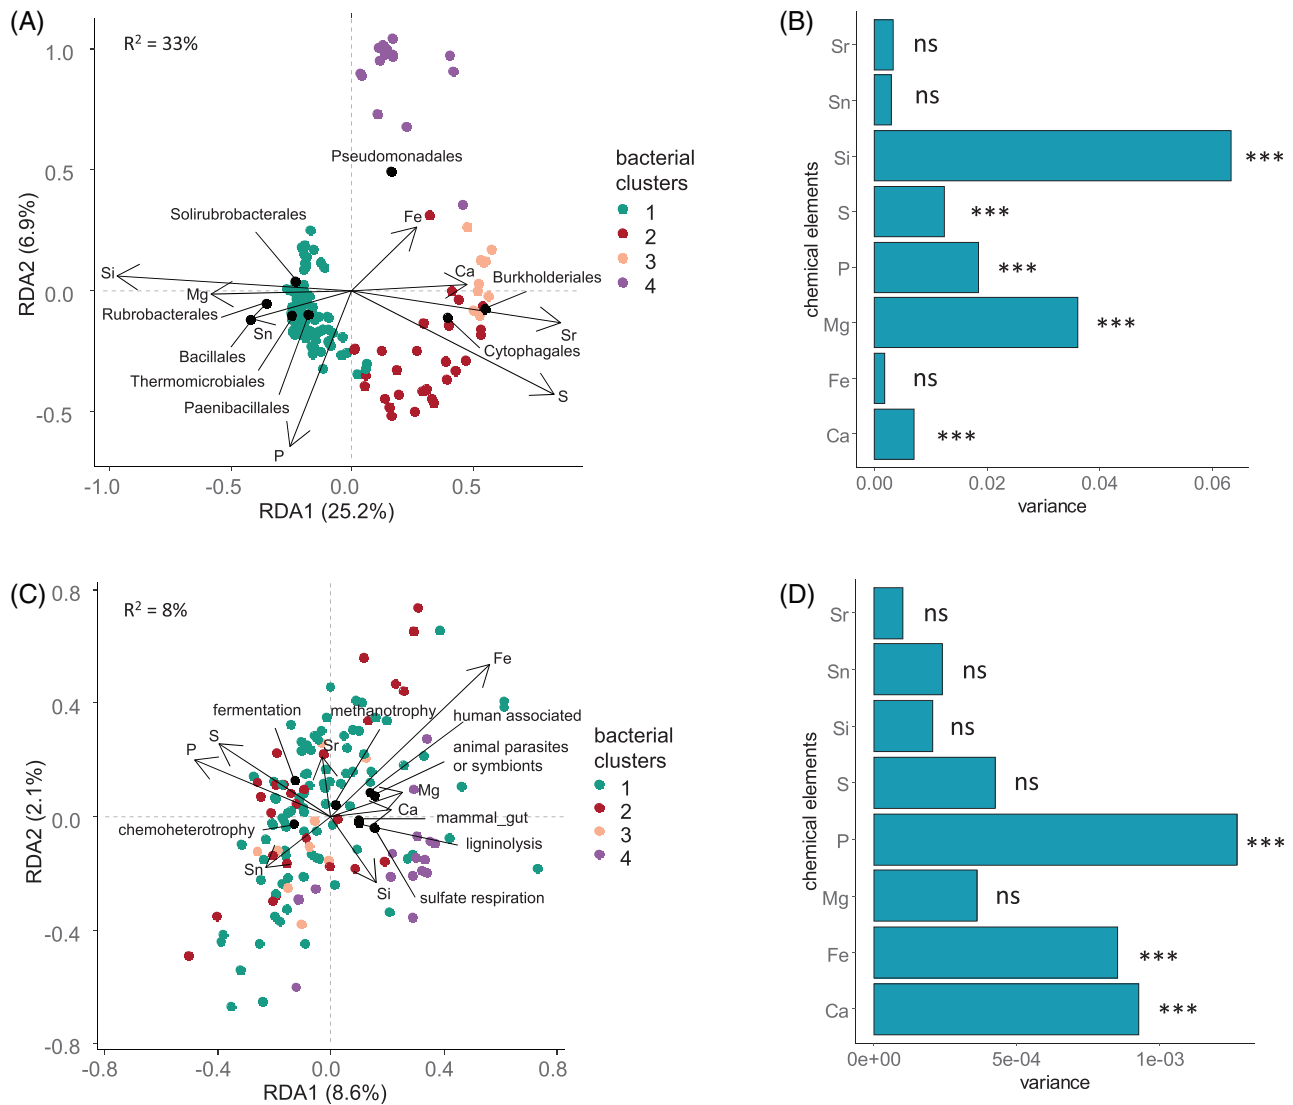 (A)
R² = 33%
1.0
0.5
0.0
-0.5
RDA2 (6.9%)
Pseudomonadales
Solirubrobacterales
Fe
Si
Ca
Burkholderiales
Mg
Rubrobacterales
Sn
Sr
Bacillales
Cytophagales
Thermomicrobiales
S
Paenibacillales
P
-1.0
-0.5
0.0
0.5
RDA1 (25.2%)
bacterial
clusters
1
2
3
4
(B)
chemical elements
Sr
ns
Sn
ns
Si
***
S
***
P
***
Mg
***
Fe
ns
Ca
***
0.00
0.02
0.04
0.06
variance
(C)
R² = 8%
0.8
0.4
0.0
-0.4
-0.8
RDA2 (2.1%)
Fe
fermentation
methanotrophy
human associated
S
P
Sr
animal parasites
or symbionts
Mg
Ca
mammal_gut
chemoheterotrophy
ligninolysis
Sn
Si
sulfate respiration
-0.8
-0.4
0.0
0.4
0.8
RDA1 (8.6%)
bacterial
clusters
1
2
3
4
(D)
chemical elements
Sr
ns
Sn
ns
Si
ns
S
ns
P
***
Mg
ns
Fe
***
Ca
***
0e+00
5e-04
1e-03
variance